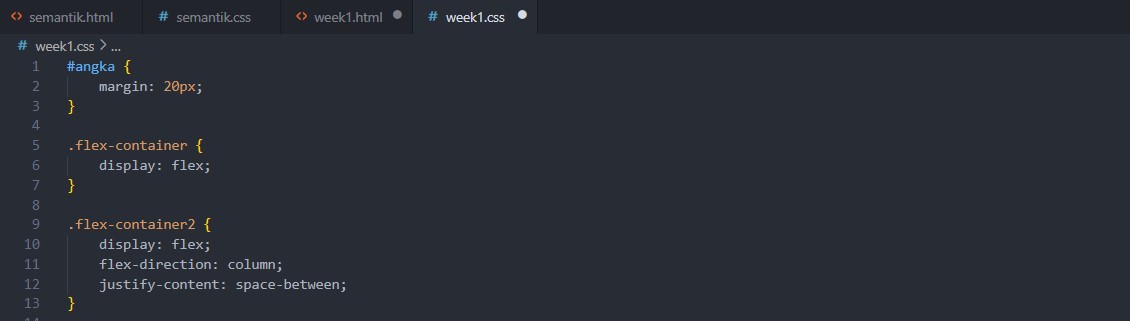 semantik.html # semantik.css week1.html # week1.css
# week1.css > ...
1 #angka {
2     margin: 20px;
3 }
4
5 .flex-container {
6     display: flex;
7 }
8
9 .flex-container2 {
10     display: flex;
11     flex-direction: column;
12     justify-content: space-between;
13 }